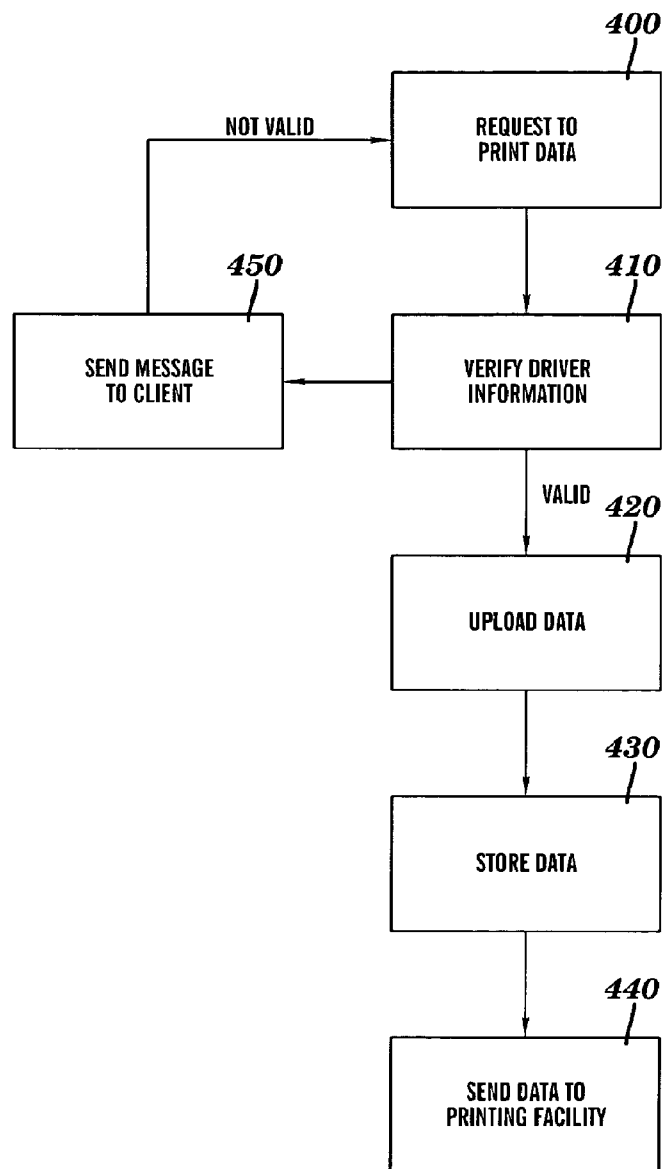 400
REQUEST TO
PRINT DATA
NOT VALID
450
SEND MESSAGE
TO CLIENT
410
VERIFY DRIVER
INFORMATION
VALID
420
UPLOAD DATA
430
STORE DATA
440
SEND DATA TO
PRINTING FACILITY